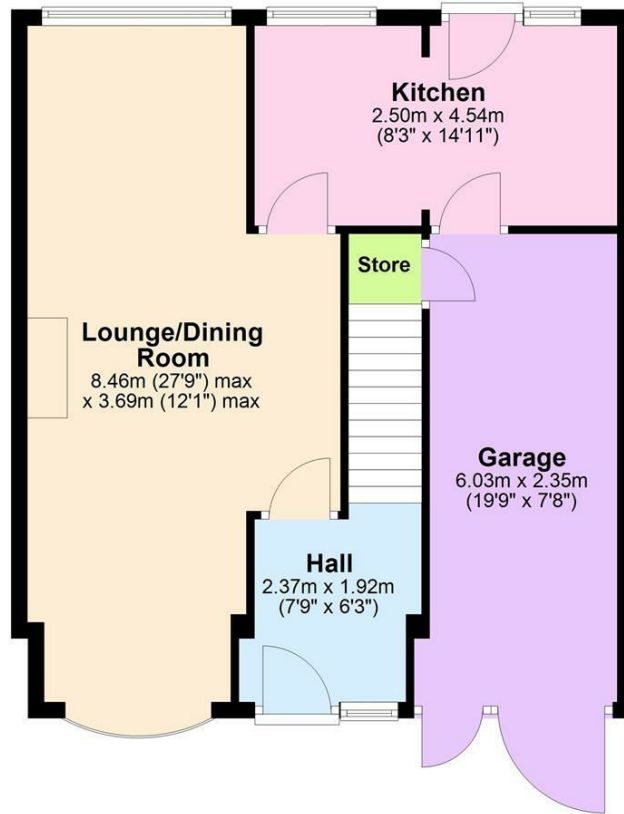 Kitchen
2.50m x 4.54m
(8'3" x 14'11")
Store
Lounge/Dining
Room
8.46m (27'9") max
x 3.69m (12'1") max
Garage
6.03m x 2.35m
(19'9" x 7'8")
Hall
2.37m x 1.92m
(7'9" x 6'3")